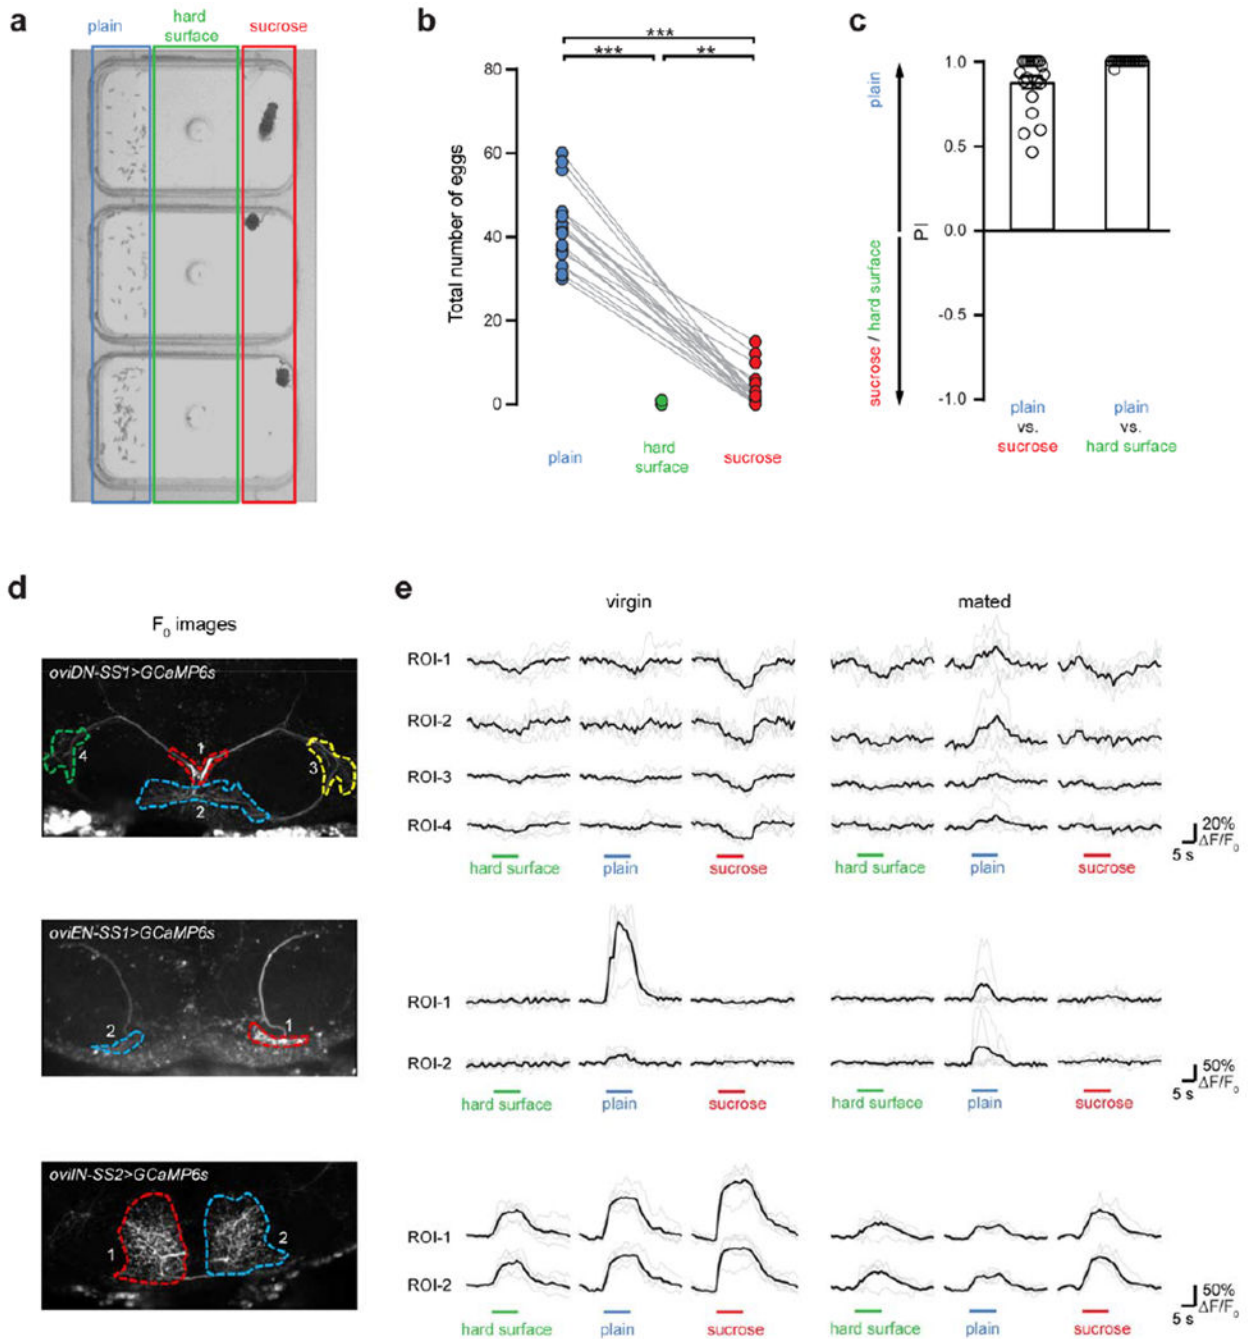 a
plain
hard
surface
sucrose
b
***
***
**
Total number of eggs
80
60
40
20
0
plain
hard
surface
sucrose
c
plain
sucrose / hard surface
PI
1.0
0.5
0.0
-0.5
-1.0
plain
vs.
sucrose
plain
vs.
hard surface
d
F0 images
oviDN-SS1>GCaMP6s
4
1
3
2
oviEN-SS1>GCaMP6s
2
1
oviIN-SS2>GCaMP6s
1
2
e
virgin
mated
ROI-1
ROI-2
ROI-3
ROI-4
hard surface
plain
sucrose
hard surface
plain
sucrose
20%
ΔF/F0
5 s
ROI-1
ROI-2
hard surface
plain
sucrose
hard surface
plain
sucrose
50%
ΔF/F0
5 s
ROI-1
ROI-2
hard surface
plain
sucrose
hard surface
plain
sucrose
50%
ΔF/F0
5 s